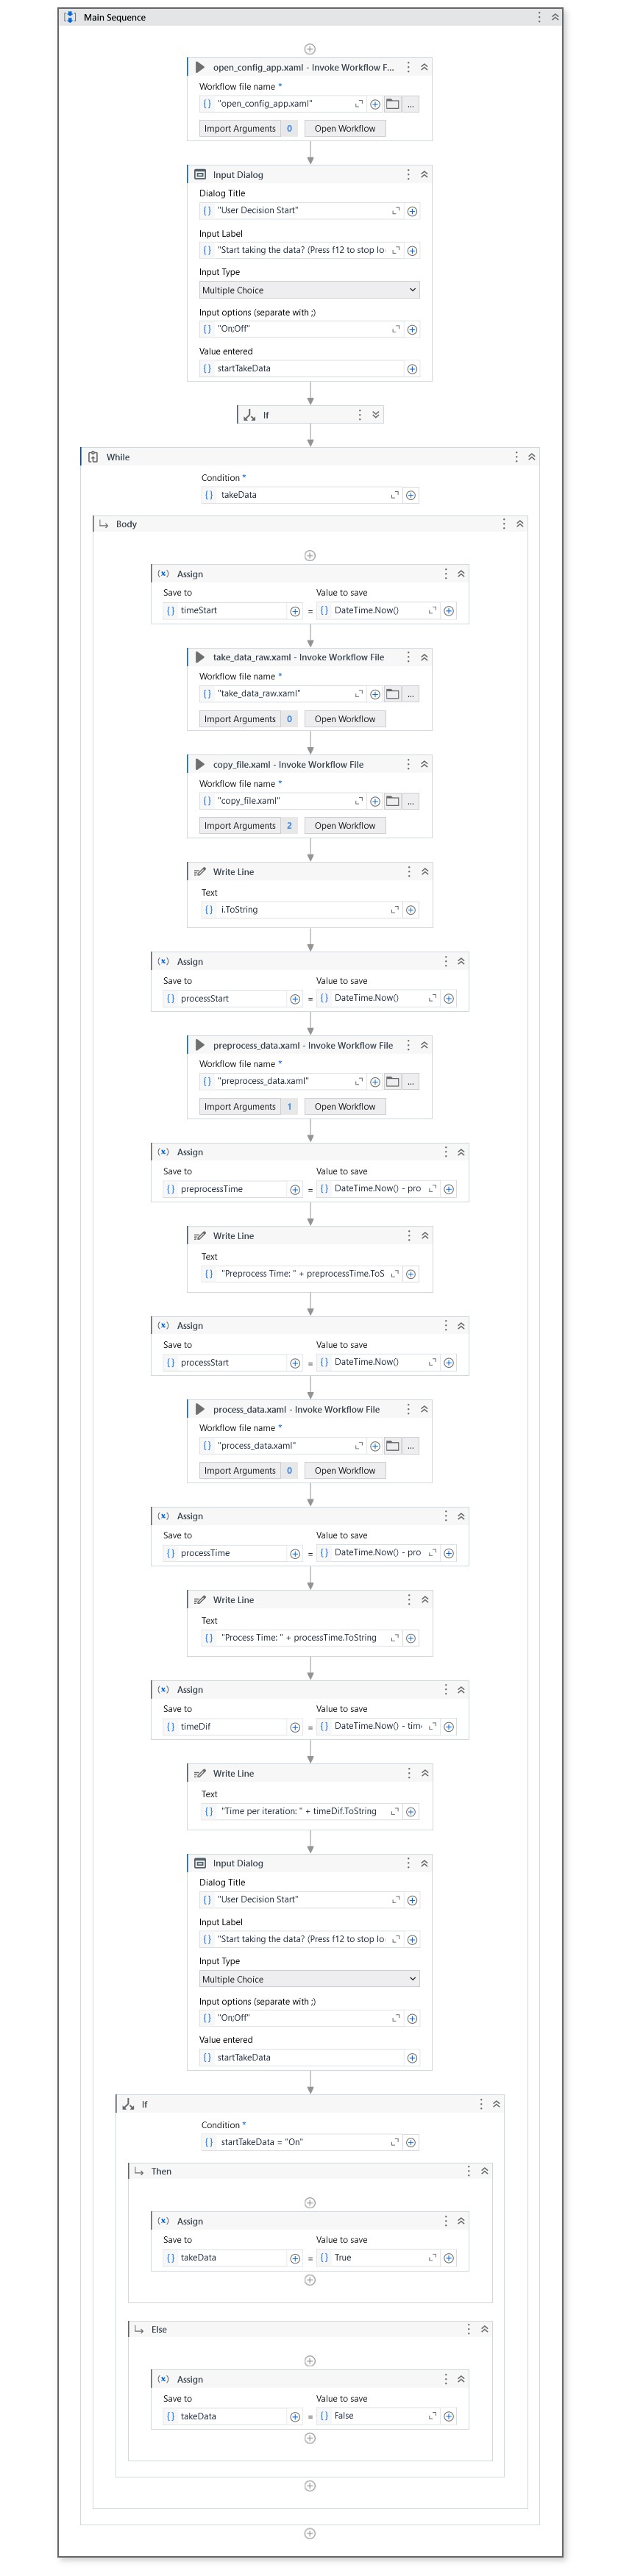 Main Sequence
open_config_app.xaml - Invoke Workflow F...
Workflow file name *
"open_config_app.xaml"
...
Import Arguments 0 Open Workflow
Input Dialog
Dialog Title
"User Decision Start"
Input Label
"Start taking the data? (Press f12 to stop lo
Input Type
Multiple Choice
Input options (separate with ;)
"On;Off"
Value entered
startTakeData
If
While
Condition *
takeData
Body
Assign
Save to Value to save
timeStart = DateTime.Now()
take_data_raw.xaml - Invoke Workflow File
Workflow file name *
"take_data_raw.xaml"
...
Import Arguments 0 Open Workflow
copy_file.xaml - Invoke Workflow File
Workflow file name *
"copy_file.xaml"
...
Import Arguments 2 Open Workflow
Write Line
Text
i.ToString
Assign
Save to Value to save
processStart = DateTime.Now()
preprocess_data.xaml - Invoke Workflow File
Workflow file name *
"preprocess_data.xaml"
...
Import Arguments 1 Open Workflow
Assign
Save to Value to save
preprocessTime = DateTime.Now() - pro
Write Line
Text
"Preprocess Time: " + preprocessTime.ToS
Assign
Save to Value to save
processStart = DateTime.Now()
process_data.xaml - Invoke Workflow File
Workflow file name *
"process_data.xaml"
...
Import Arguments 0 Open Workflow
Assign
Save to Value to save
processTime = DateTime.Now() - pro
Write Line
Text
"Process Time: " + processTime.ToString
Assign
Save to Value to save
timeDif = DateTime.Now() - tim
Write Line
Text
"Time per iteration: " + timeDif.ToString
Input Dialog
Dialog Title
"User Decision Start"
Input Label
"Start taking the data? (Press f12 to stop lo
Input Type
Multiple Choice
Input options (separate with ;)
"On;Off"
Value entered
startTakeData
If
Condition *
startTakeData = "On"
Then
Assign
Save to Value to save
takeData = True
Else
Assign
Save to Value to save
takeData = False